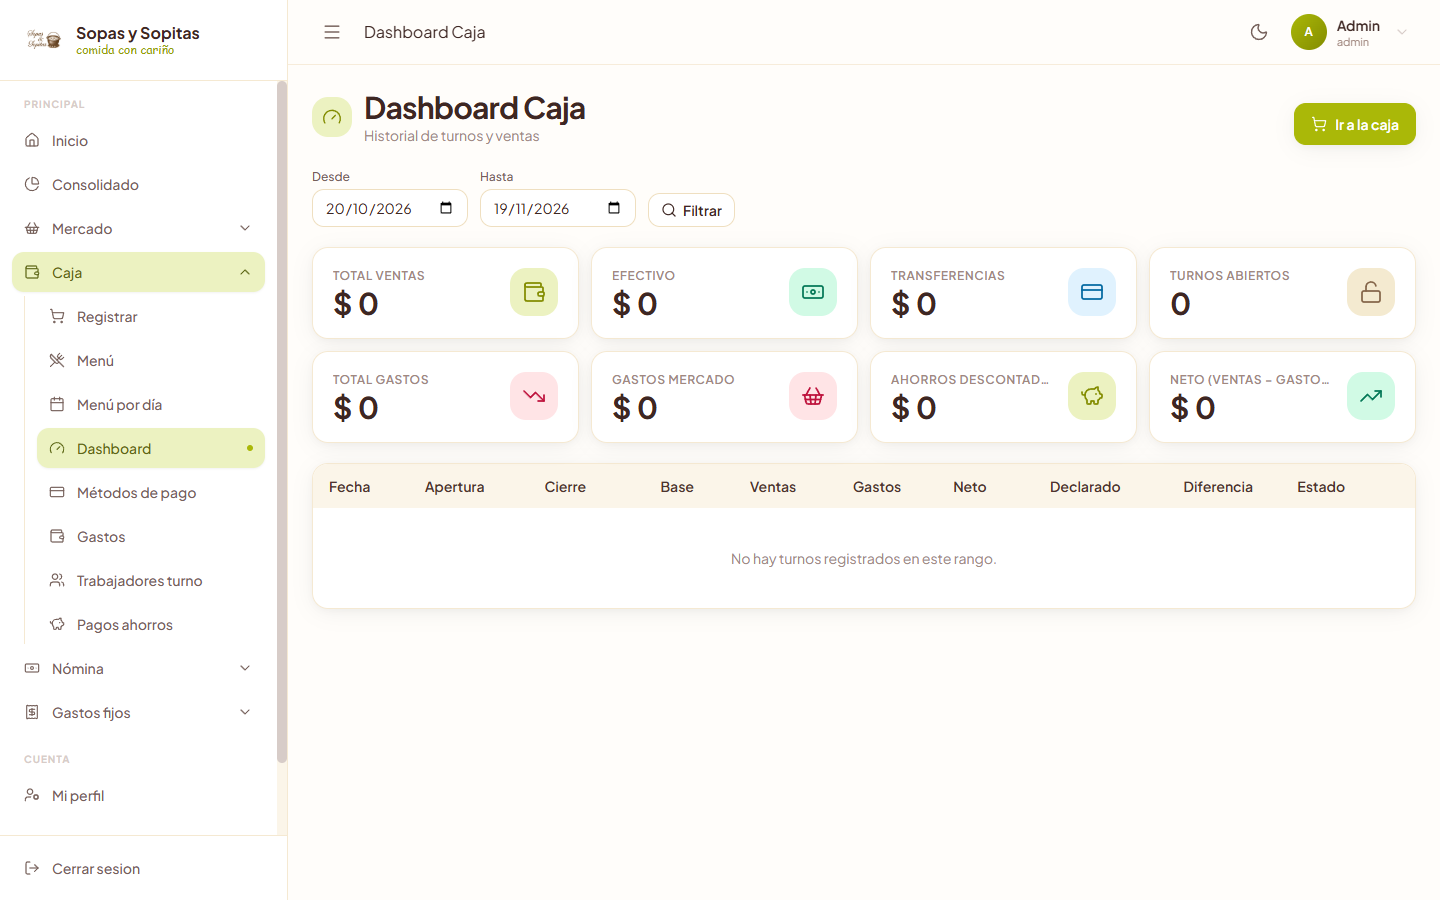 Sopas y Sopitas
comida con cariño
PRINCIPAL
Inicio
Consolidado
Mercado
Caja
Registrar
Menú
Menú por día
Dashboard
Métodos de pago
Gastos
Trabajadores turno
Pagos ahorros
Nómina
Gastos fijos
CUENTA
Mi perfil
Cerrar sesion
Dashboard Caja
A
Admin
admin
Dashboard Caja
Historial de turnos y ventas
Ir a la caja
Desde
Hasta
20/10/2026
19/11/2026
Filtrar
TOTAL VENTAS
$ 0
EFECTIVO
$ 0
TRANSFERENCIAS
$ 0
TURNOS ABIERTOS
0
TOTAL GASTOS
$ 0
GASTOS MERCADO
$ 0
AHORROS DESCONTAD...
$ 0
NETO (VENTAS - GASTO...
$ 0
Fecha Apertura Cierre Base Ventas Gastos Neto Declarado Diferencia Estado
No hay turnos registrados en este rango.